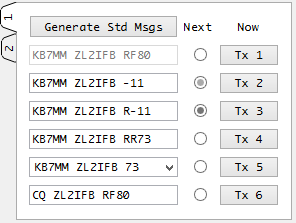 1
2
Generate Std Msgs Next Now
KB7MM ZL2IFB RF80 Tx 1
KB7MM ZL2IFB -11 Tx 2
KB7MM ZL2IFB R-11 Tx 3
KB7MM ZL2IFB RR73 Tx 4
KB7MM ZL2IFB 73 Tx 5
CQ ZL2IFB RF80 Tx 6